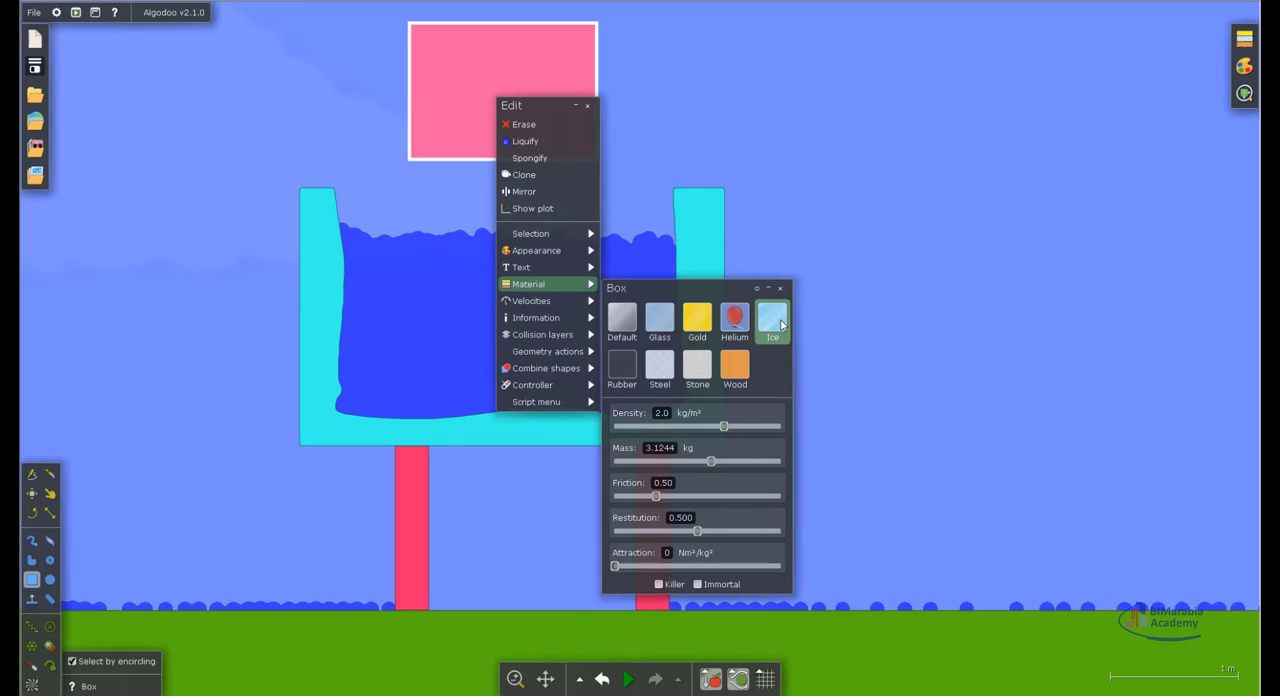 File ? Algodoo v2.1.0
Edit
Erase
Liquify
Spongify
Clone
Mirror
Show plot
Selection
Appearance
Text
Material
Velocities
Information
Collision layers
Geometry actions
Combine shapes
Controller
Script menu
Box
Default Glass Gold Helium Ice
Rubber Steel Stone Wood
Density: 2.0 kg/m²
Mass: 3.1244 kg
Friction: 0.50
Restitution: 0.500
Attraction: 0 Nm²/kg²
Killer Immortal
BIMarabia
Academy
Select by encircling
? Box
1 m